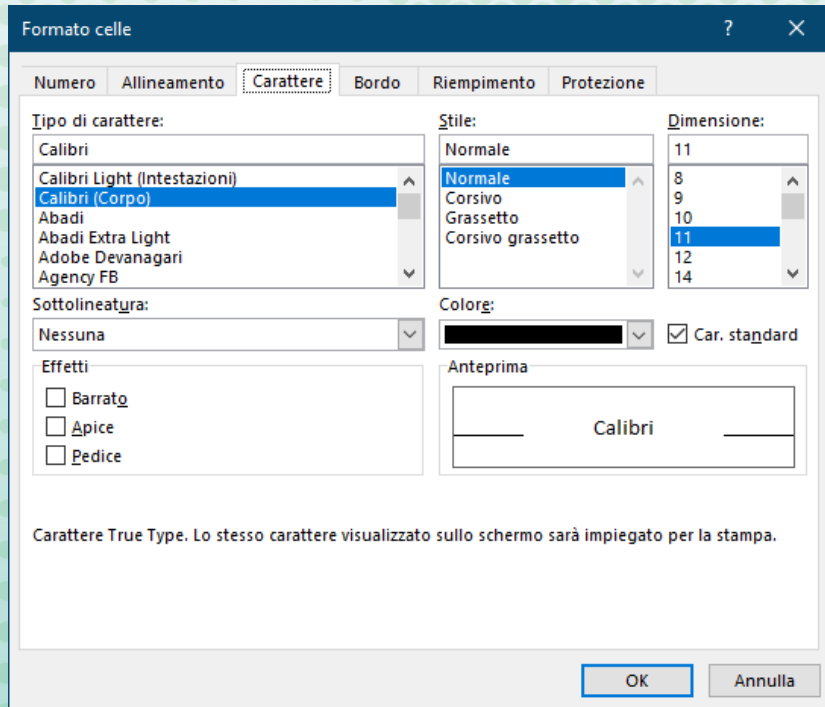 Formato celle
?
Numero Allineamento Carattere Bordo Riempimento Protezione
Tipo di carattere: Stile: Dimensione:
Calibri Normale 11
Calibri Light (Intestazioni) Normale 8
Calibri (Corpo) Corsivo 9
Abadi Grassetto 10
Abadi Extra Light Corsivo grassetto 11
Adobe Devanagari 12
Agency FB 14
Sottolineatura: Colore:
Nessuna Car. standard
Effetti Anteprima
Barrato
Apice Calibri
Pedice
Carattere True Type. Lo stesso carattere visualizzato sullo schermo sarà impiegato per la stampa.
OK Annulla